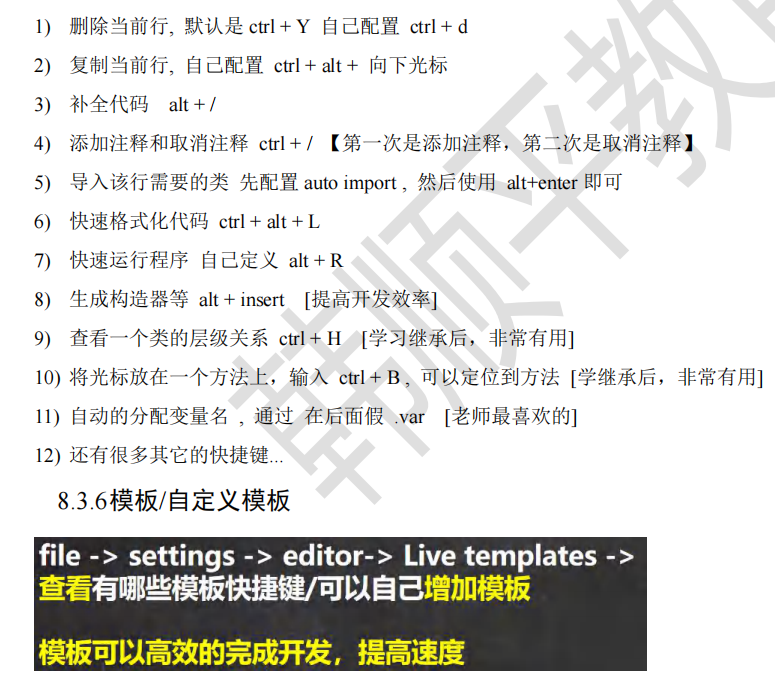 1) 删除当前行, 默认是 ctrl + Y 自己配置 ctrl + d
2) 复制当前行, 自己配置 ctrl + alt + 向下光标
3) 补全代码 alt + /
4) 添加注释和取消注释 ctrl + / 【第一次是添加注释，第二次是取消注释】
5) 导入该行需要的类 先配置 auto import , 然后使用 alt+enter 即可
6) 快速格式化代码 ctrl + alt + L
7) 快速运行程序 自己定义 alt + R
8) 生成构造器等 alt + insert [提高开发效率]
9) 查看一个类的层级关系 ctrl + H [学习继承后，非常有用]
10) 将光标放在一个方法上，输入 ctrl + B , 可以定位到方法 [学继承后，非常有用]
11) 自动的分配变量名 , 通过 在后面假 .var [老师最喜欢的]
12) 还有很多其它的快捷键...
8.3.6模板/自定义模板
file -> settings -> editor-> Live templates ->
查看有哪些模板快捷键/可以自己增加模板
模板可以高效的完成开发，提高速度
韩顺平教育